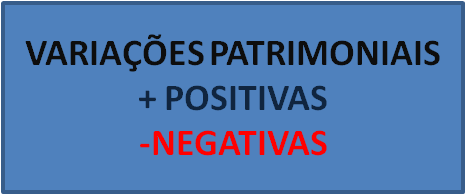 VARIAÇÕES PATRIMONIAIS
+ POSITIVAS
-NEGATIVAS